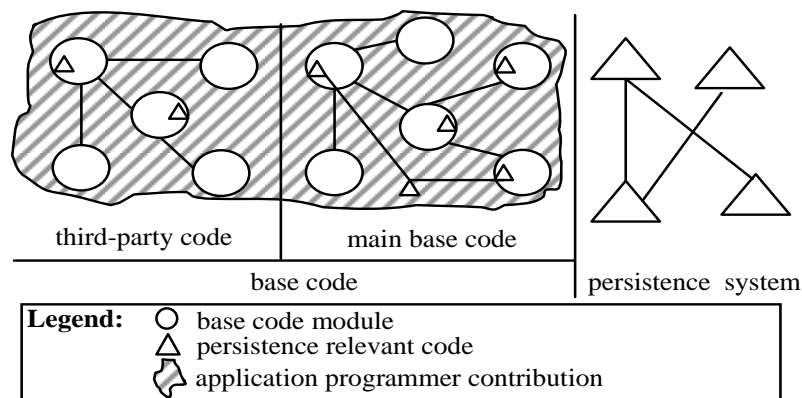 third-party code
main base code
base code
persistence system
Legend:
base code module
persistence relevant code
application programmer contribution